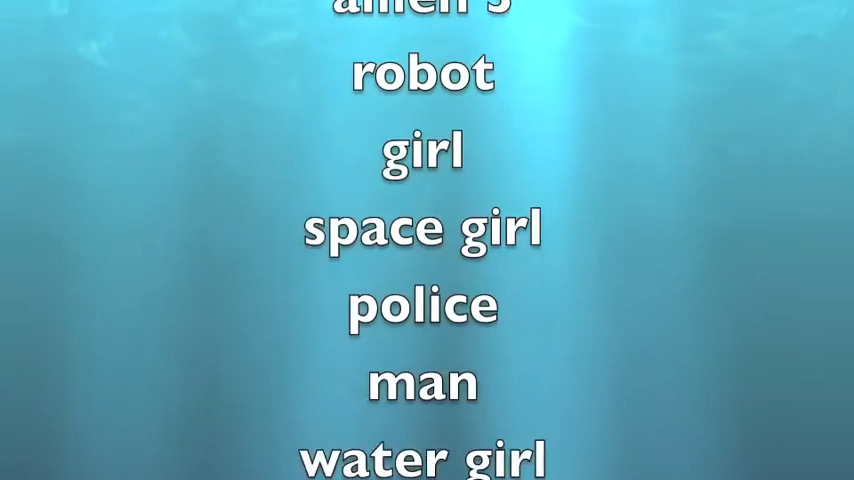 robot
girl
space girl
police
man
water girl